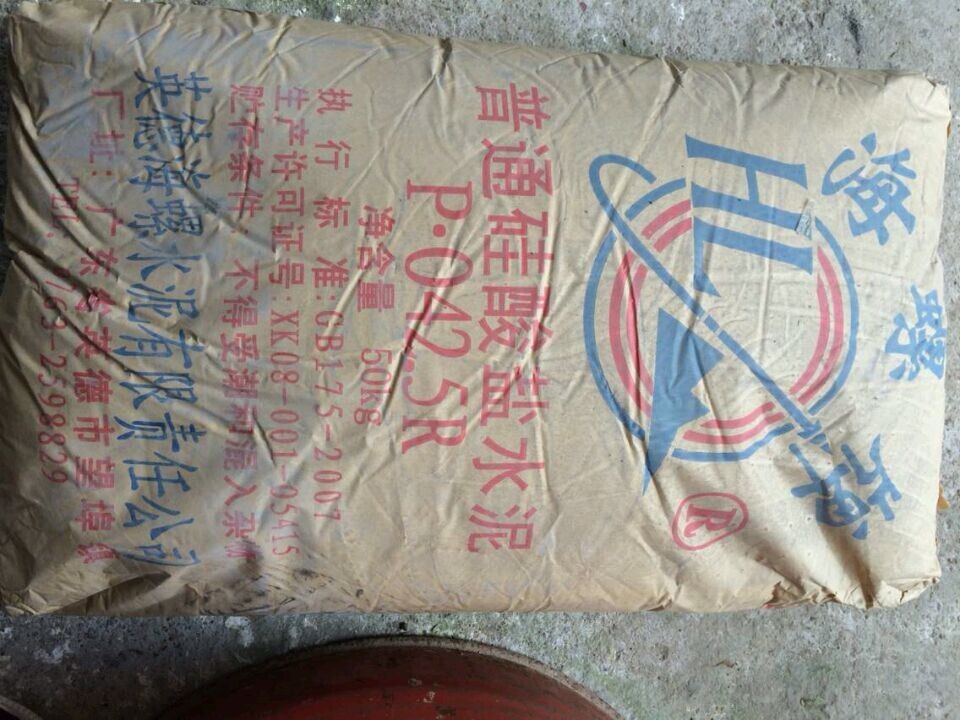 海螺牌
HL
®
普通硅酸盐水泥
P·O42.5R
净含量 50Kg
执行标准:GB175-2007
生产许可证号:XK08-001-05415
贮存条件: 不得受潮和混入杂
英德海螺水泥有限责任公司
厂址:广东省英德市望埠镇
763-2598829